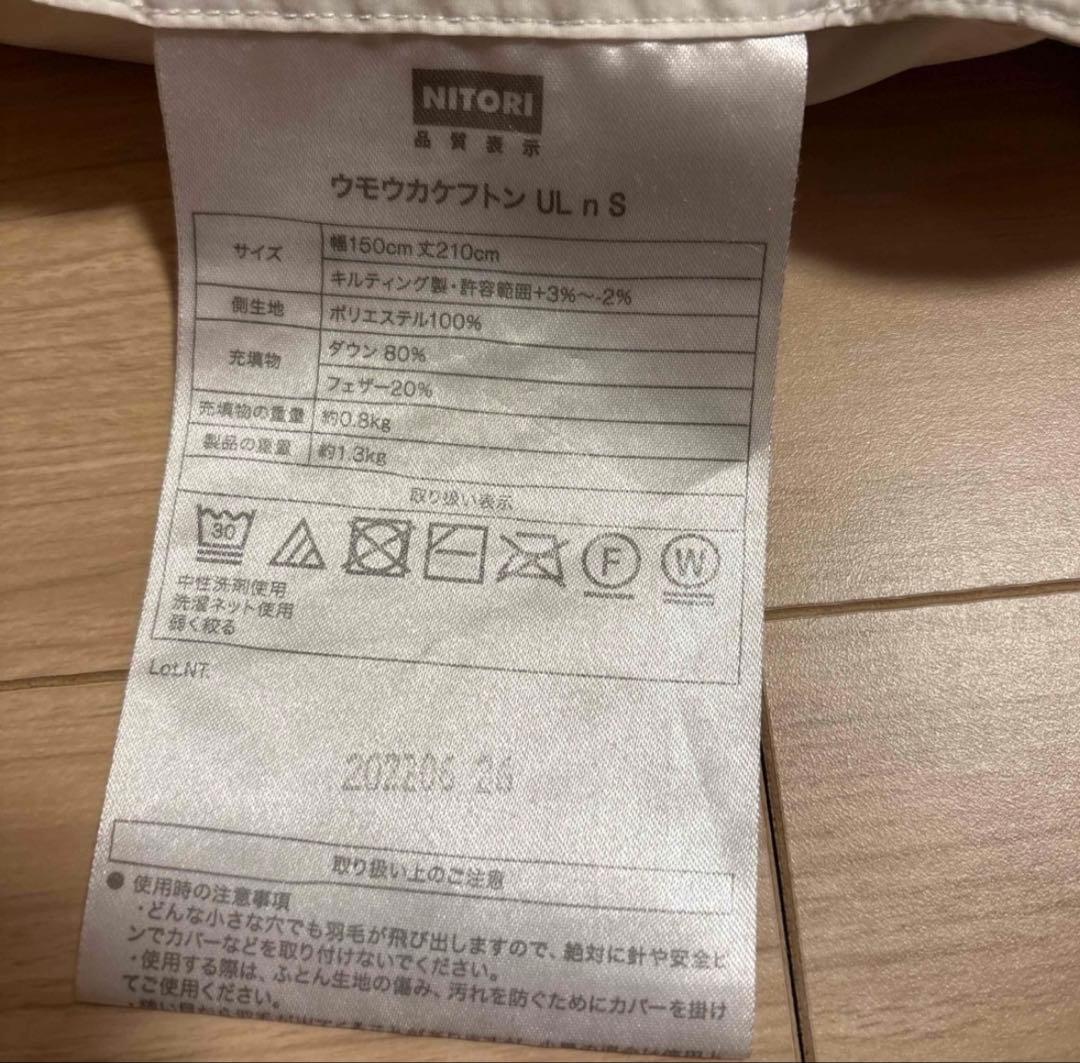 NITORI
品質表示
ウモウカケフトン UL n S
サイズ 幅150cm 丈210cm
キルティング製・許容範囲+3%〜-2%
側生地 ポリエステル100%
充填物 ダウン 80%
フェザー20%
充填物の重量 約0.8kg
製品の重量 約1.3kg
取り扱い表示
30 F W
中性洗剤使用
洗濯ネット使用
弱く絞る
Lot.NT.
202206 26
取り扱い上のご注意
● 使用時の注意事項
・どんな小さな穴でも羽毛が飛び出しますので、絶対に針や安全ピ
ンでカバーなどを取り付けないでください。
・使用する際は、ふとん生地の傷み、汚れを防ぐためにカバーを掛け
てご使用ください。